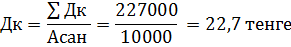 Дк = ∑ Дк / Асан = 227000 / 10000 = 22,7 тенге